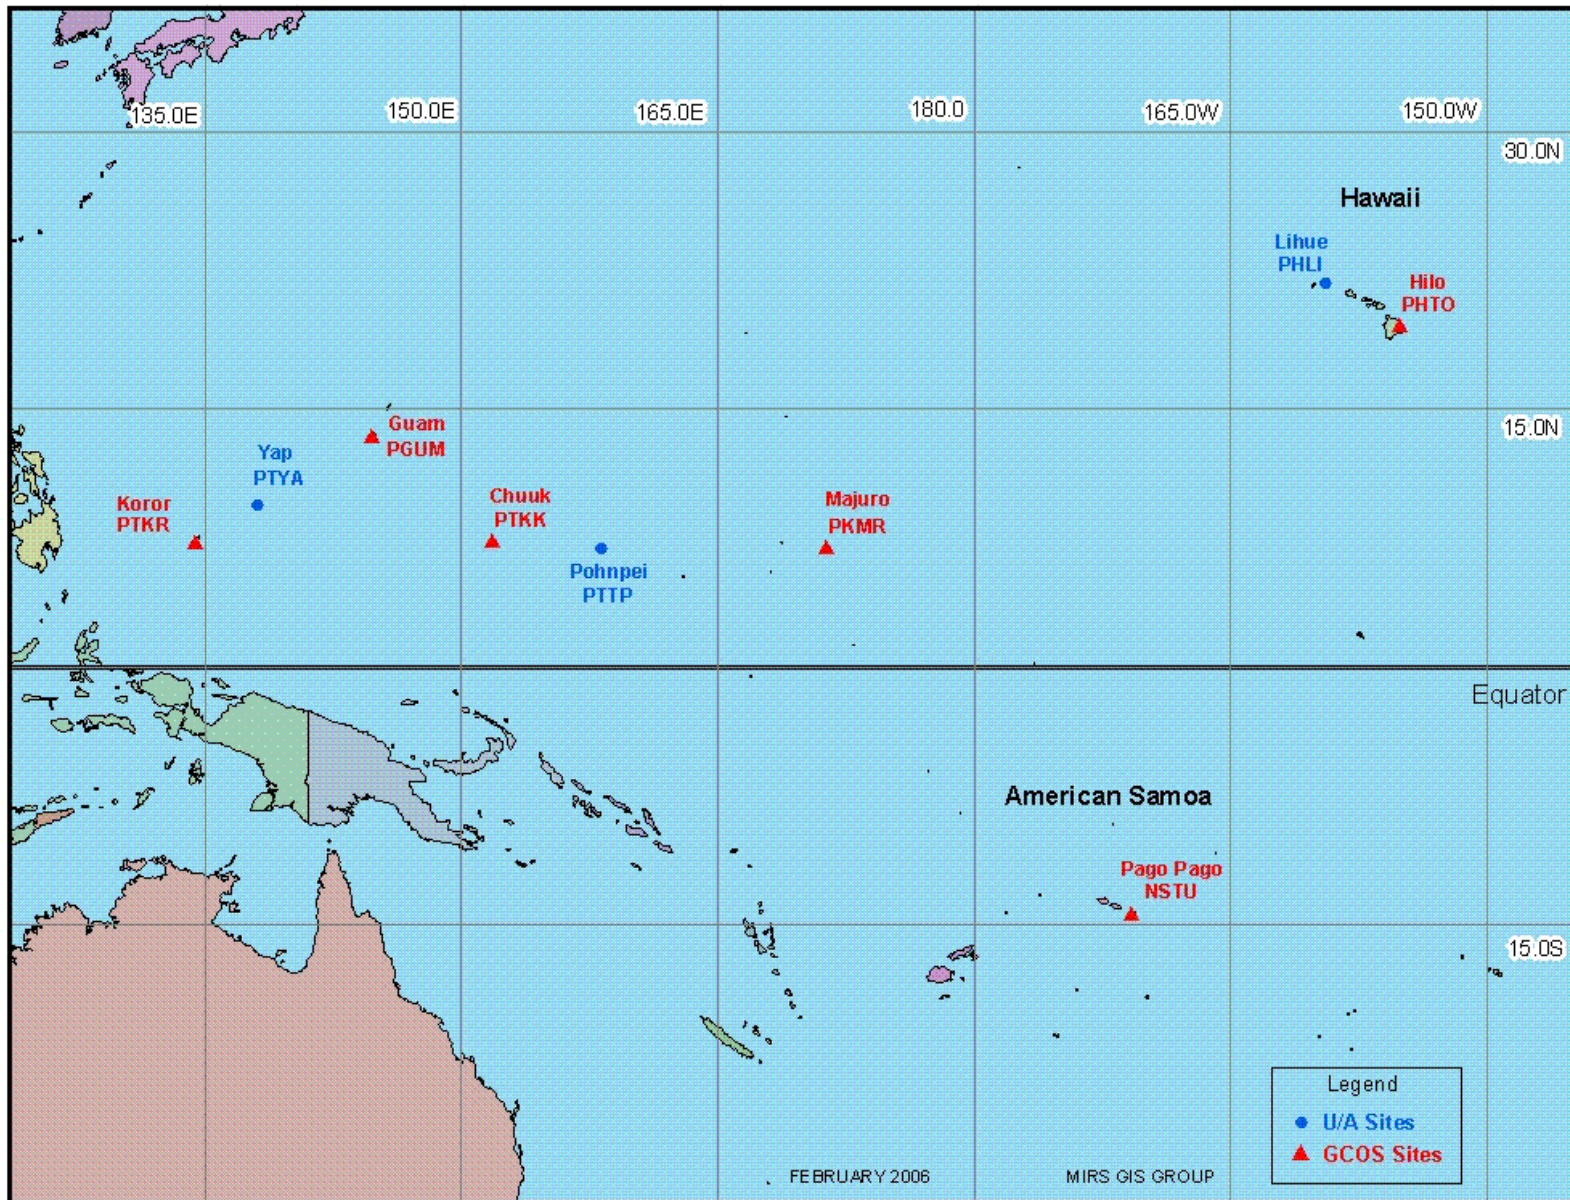 135.0E
150.0E
165.0E
180.0
165.0W
150.0W
30.0N
Hawaii
Lihue
PHLI
Hilo
PHTO
Guam
PGUM
15.0N
Yap
PTYA
Koror
PTKR
Chuuk
PTKK
Majuro
PKMR
Pohnpei
PTTP
Equator
American Samoa
Pago Pago
NSTU
15.0S
Legend
U/A Sites
GCOS Sites
FEBRUARY 2006
MIRS GIS GROUP